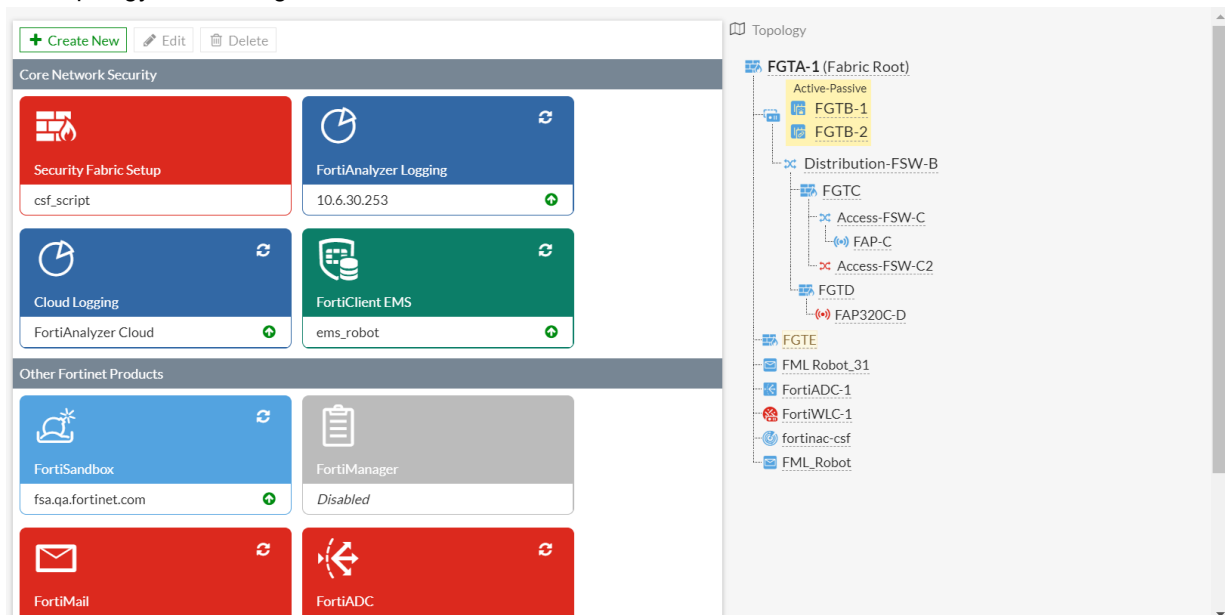 Create New
Edit
Delete
Core Network Security
Security Fabric Setup
csf_script
FortiAnalyzer Logging
10.6.30.253
Cloud Logging
FortiAnalyzer Cloud
FortiClient EMS
ems_robot
Other Fortinet Products
FortiSandbox
fsa.qa.fortinet.com
FortiManager
Disabled
FortiMail
FortiADC
Topology
FGTA-1 (Fabric Root)
Active-Passive
FGTB-1
FGTB-2
Distribution-FSW-B
FGTC
Access-FSW-C
FAP-C
Access-FSW-C2
FGTD
FAP320C-D
FGTE
FML Robot_31
FortiADC-1
FortiWLC-1
fortinac-csf
FML_Robot